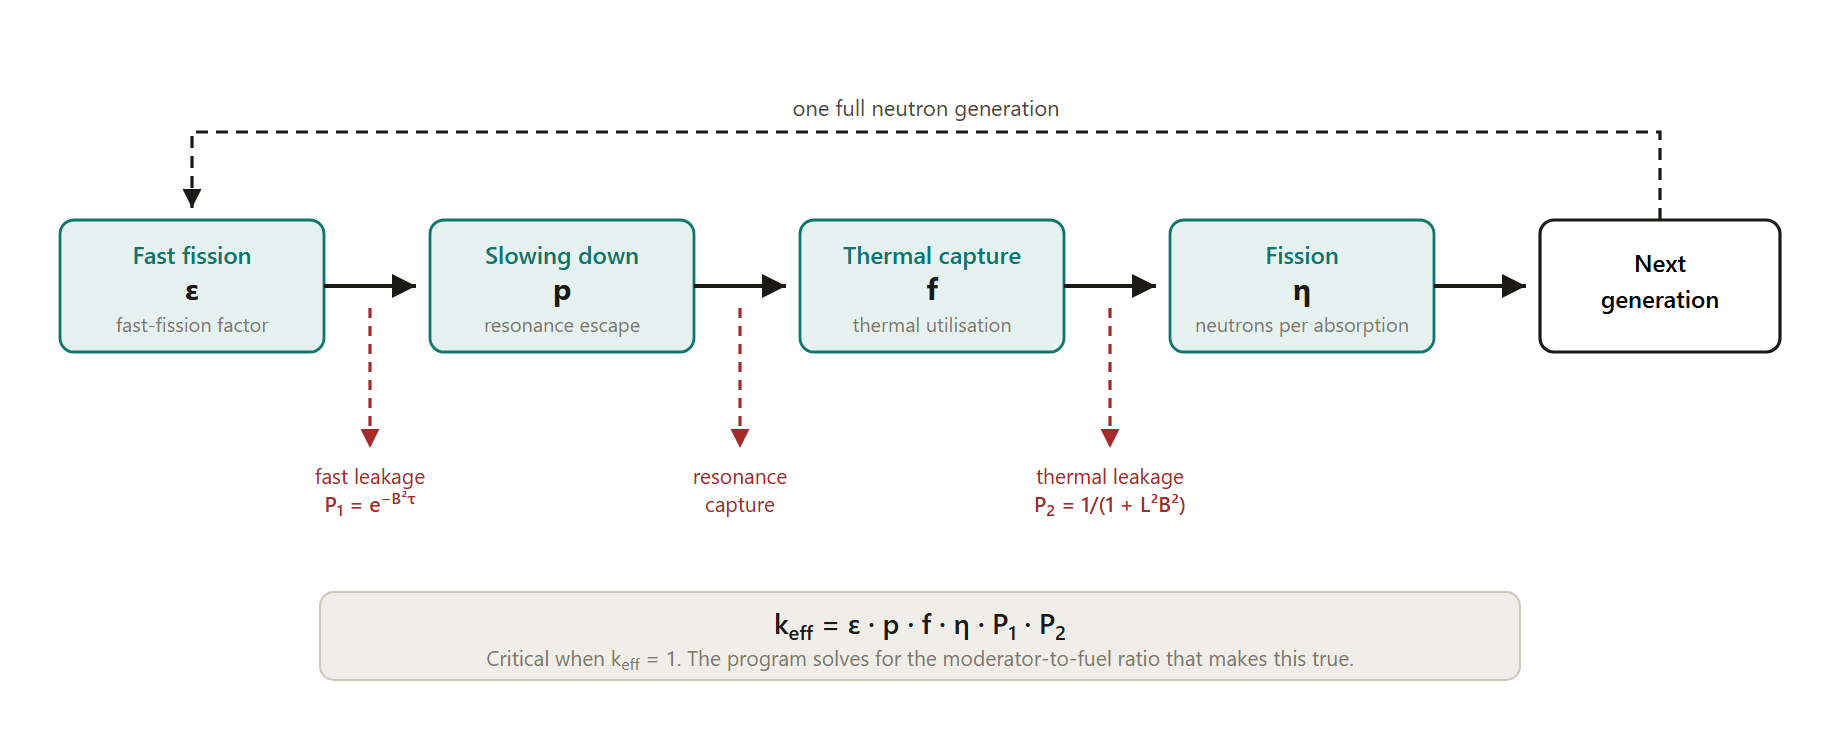 one full neutron generation
Fast fission
ε
fast-fission factor
Slowing down
p
resonance escape
Thermal capture
f
thermal utilisation
Fission
η
neutrons per absorption
Next
generation
fast leakage
P₁ = e^−B²τ
resonance
capture
thermal leakage
P₂ = 1/(1 + L²B²)
k_eff = ε · p · f · η · P₁ · P₂
Critical when k_eff = 1. The program solves for the moderator-to-fuel ratio that makes this true.